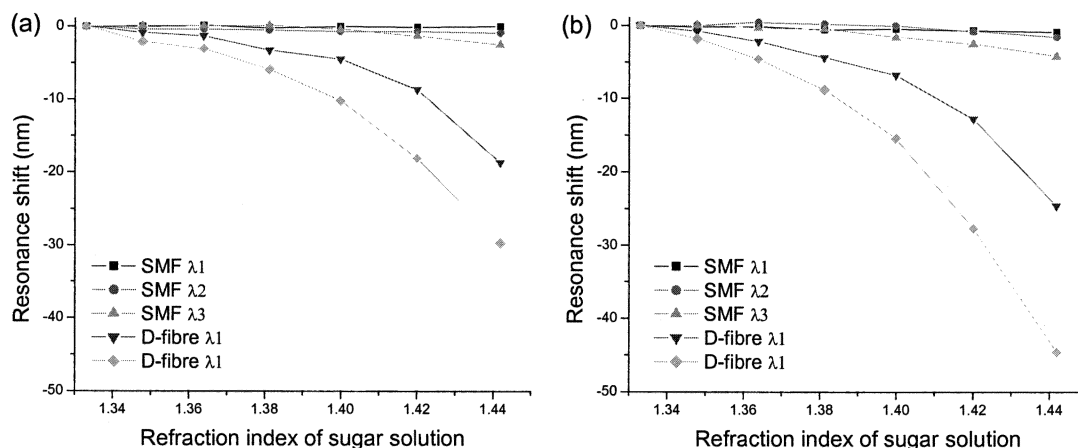 (a)
0
-10
-20
-30
-40
-50
Resonance shift (nm)
SMF λ1
SMF λ2
SMF λ3
D-fibre λ1
D-fibre λ1
1.34 1.36 1.38 1.40 1.42 1.44
Refraction index of sugar solution
(b)
0
-10
-20
-30
-40
-50
Resonance shift (nm)
SMF λ1
SMF λ2
SMF λ3
D-fibre λ1
D-fibre λ1
1.34 1.36 1.38 1.40 1.42 1.44
Refraction index of sugar solution